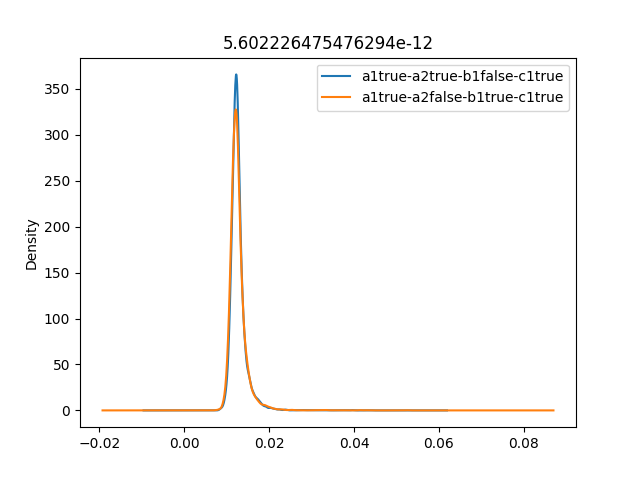 5.602226475476294e-12
a1true-a2true-b1false-c1true
a1true-a2false-b1true-c1true
Density
350
300
250
200
150
100
50
0
−0.02 0.00 0.02 0.04 0.06 0.08